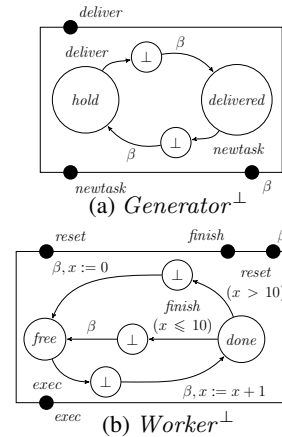 deliver
deliver
β
⊥
hold
delivered
⊥
β
newtask
newtask
β
(a) Generator⊥
reset
finish
β
β, x := 0
⊥
reset
(x > 10)
finish
(x ⩽ 10)
free
β
⊥
done
exec
⊥
β, x := x + 1
exec
(b) Worker⊥